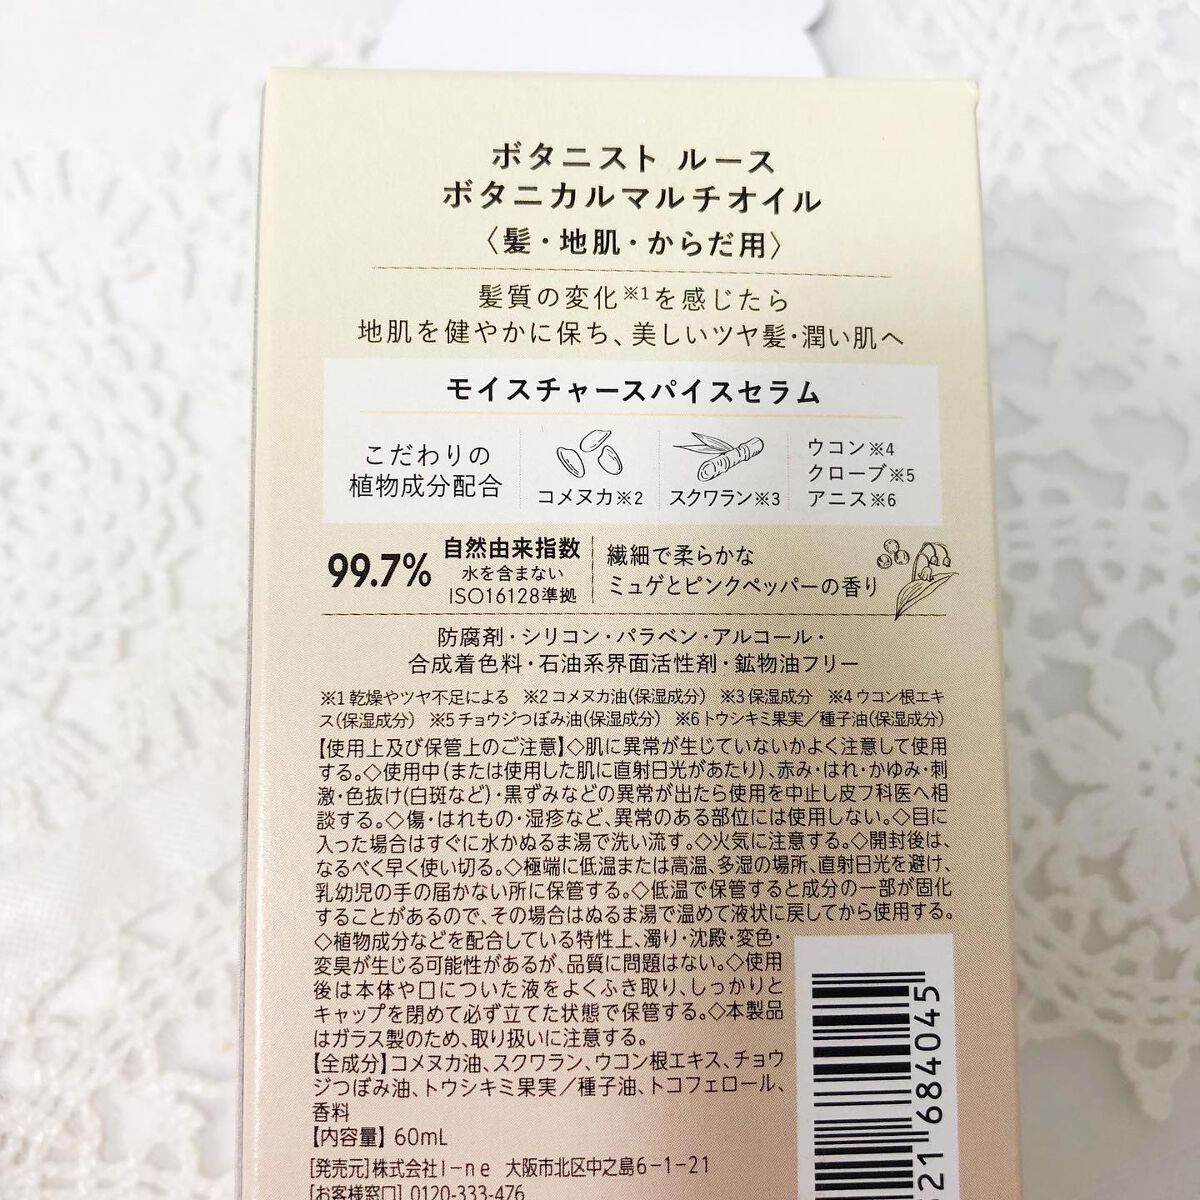 ボタニスト ルース
ボタニカルマルチオイル
〈髪・地肌・からだ用〉
髪質の変化※1を感じたら
地肌を健やかに保ち、美しいツヤ髪・潤い肌へ
モイスチャースパイスセラム
こだわりの
植物成分配合
コメヌカ※2
スクワラン※3
ウコン※4
クローブ※5
アニス※6
99.7%
自然由来指数
水を含まない
ISO16128準拠
繊細で柔らかな
ミュゲとピンクペッパーの香り
防腐剤・シリコン・パラベン・アルコール・
合成着色料・石油系界面活性剤・鉱物油フリー
※1 乾燥やツヤ不足による ※2 コメヌカ油(保湿成分) ※3 保湿成分 ※4 ウコン根エキ
ス(保湿成分) ※5 チョウジつぼみ油(保湿成分) ※6 トウシキミ果実／種子油(保湿成分)
【使用上及び保管上のご注意】◇肌に異常が生じていないかよく注意して使用
する。◇使用中(または使用した肌に直射日光があたり)、赤み・はれ・かゆみ・刺
激・色抜け(白斑など)・黒ずみなどの異常が出たら使用を中止し皮フ科医へ相
談する。◇傷・はれもの・湿疹など、異常のある部位には使用しない。◇目に
入った場合はすぐに水かぬるま湯で洗い流す。◇火気に注意する。◇開封後は、
なるべく早く使い切る。◇極端に低温または高温、多湿の場所、直射日光を避け、
乳幼児の手の届かない所に保管する。◇低温で保管すると成分の一部が固化
することがあるので、その場合はぬるま湯で温めて液状に戻してから使用する。
◇植物成分などを配合している特性上、濁り・沈殿・変色・
変臭が生じる可能性があるが、品質に問題はない。◇使用
後は本体や口についた液をよくふき取り、しっかりと
キャップを閉めて必ず立てた状態で保管する。◇本製品
はガラス製のため、取り扱いに注意する。
【全成分】コメヌカ油、スクワラン、ウコン根エキス、チョウ
ジつぼみ油、トウシキミ果実／種子油、トコフェロール、
香料
【内容量】60mL
[発売元]株式会社I-ne 大阪市北区中之島6-1-21
[お客様窓口] 0120-333-476
21 684045